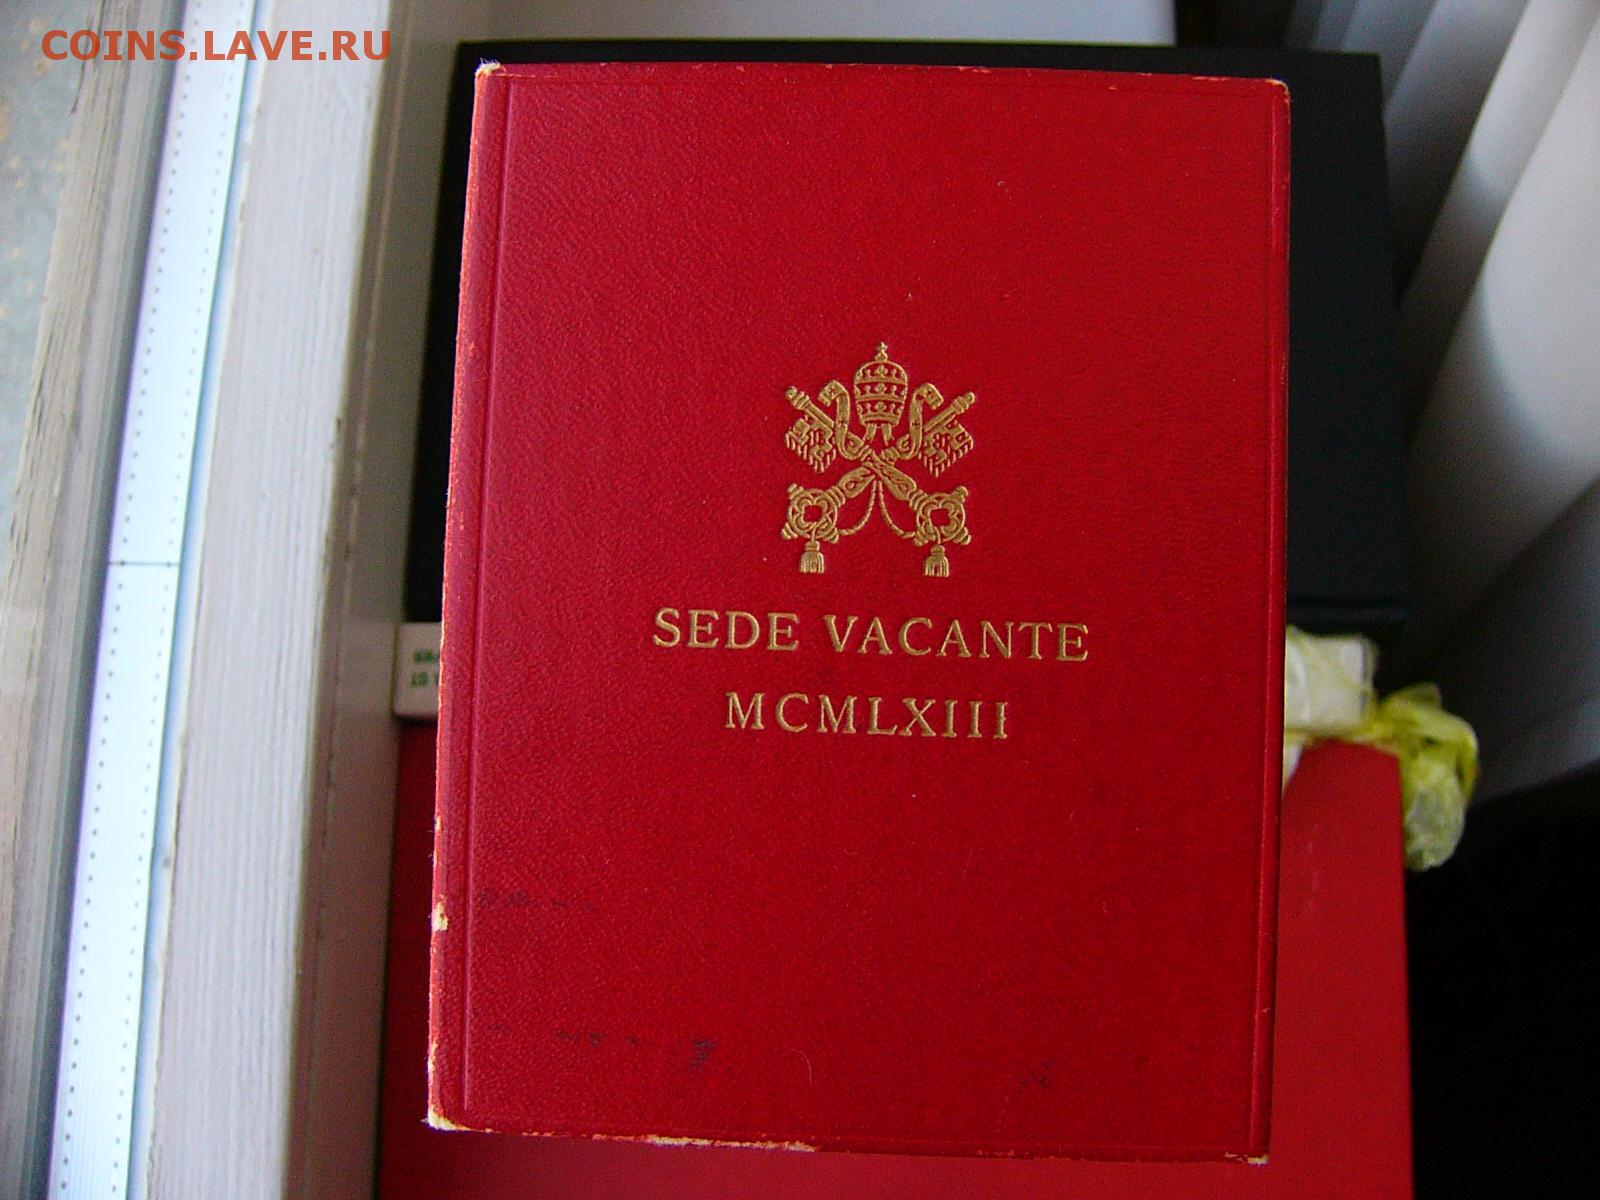 COINS.LAVE.RU
SEDE VACANTE
MCMLXIII